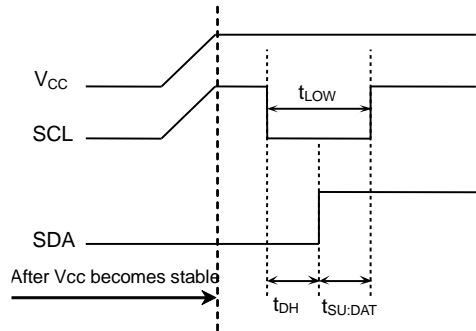 VCC
tLOW
SCL
SDA
After Vcc becomes stable
tDH
tSU:DAT